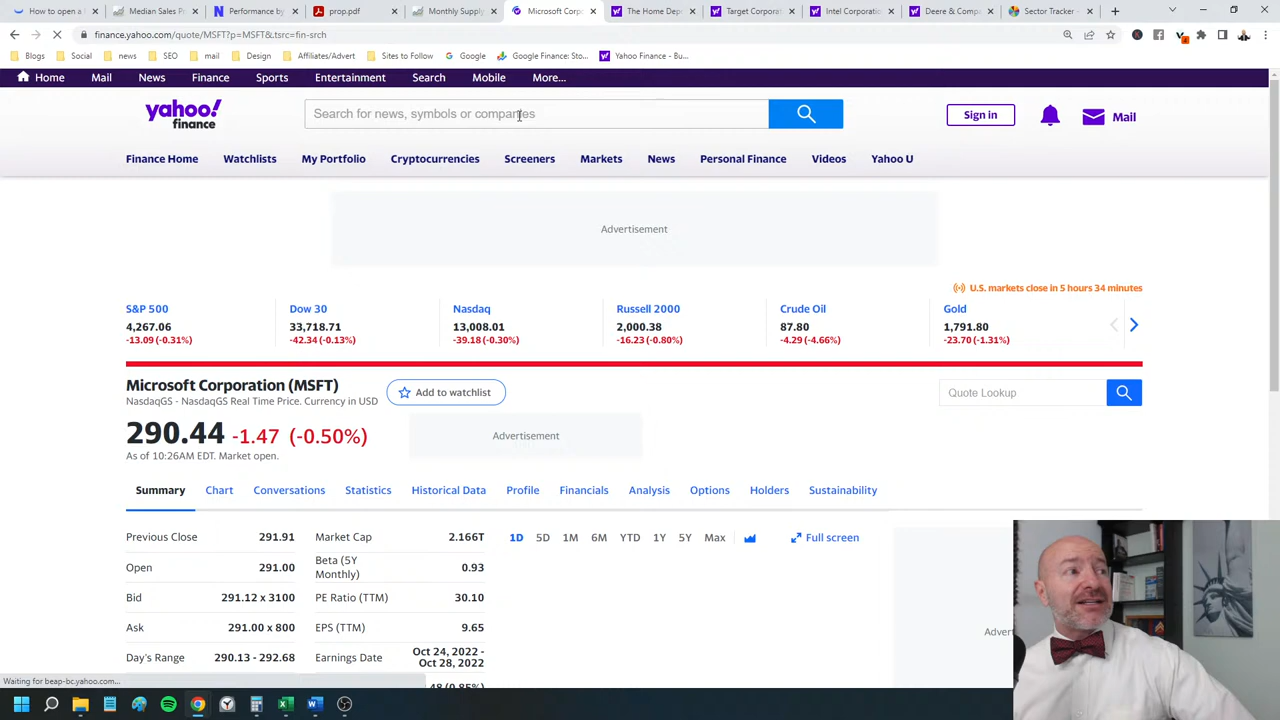 How to open a
Median Sales P
Performance by
prop.pdf
Monthly Supply
Microsoft Corpo
The Home Dep
Target Corporat
Intel Corporatio
Deere & Compa
Sector Tracker -
finance.yahoo.com/quote/MSFT?p=MSFT&.tsrc=fin-srch
Blogs Social news SEO mail Affiliates/Advert Sites to Follow Google Google Finance: Sto... Yahoo Finance - Bu...
Home Mail News Finance Sports Entertainment Search Mobile More...
yahoo!
finance
Search for news, symbols or companies
Sign in
Mail
Finance Home Watchlists My Portfolio Cryptocurrencies Screeners Markets News Personal Finance Videos Yahoo U
Advertisement
U.S. markets close in 5 hours 34 minutes
S&P 500 Dow 30 Nasdaq Russell 2000 Crude Oil Gold
4,267.06 33,718.71 13,008.01 2,000.38 87.80 1,791.80
-13.09 (-0.31%) -42.34 (-0.13%) -39.18 (-0.30%) -16.23 (-0.80%) -4.29 (-4.66%) -23.70 (-1.31%)
Microsoft Corporation (MSFT)
Add to watchlist
Quote Lookup
NasdaqGS - NasdaqGS Real Time Price. Currency in USD
290.44 -1.47 (-0.50%)
Advertisement
As of 10:26AM EDT. Market open.
Summary Chart Conversations Statistics Historical Data Profile Financials Analysis Options Holders Sustainability
Previous Close 291.91 Market Cap 2.166T
1D 5D 1M 6M YTD 1Y 5Y Max Full screen
Open 291.00 Beta (5Y Monthly) 0.93
Bid 291.12 x 3100 PE Ratio (TTM) 30.10
Ask 291.00 x 800 EPS (TTM) 9.65
Adver
Day's Range 290.13 - 292.68 Earnings Date Oct 24, 2022 - Oct 28, 2022
Waiting for beap-bc.yahoo.com...